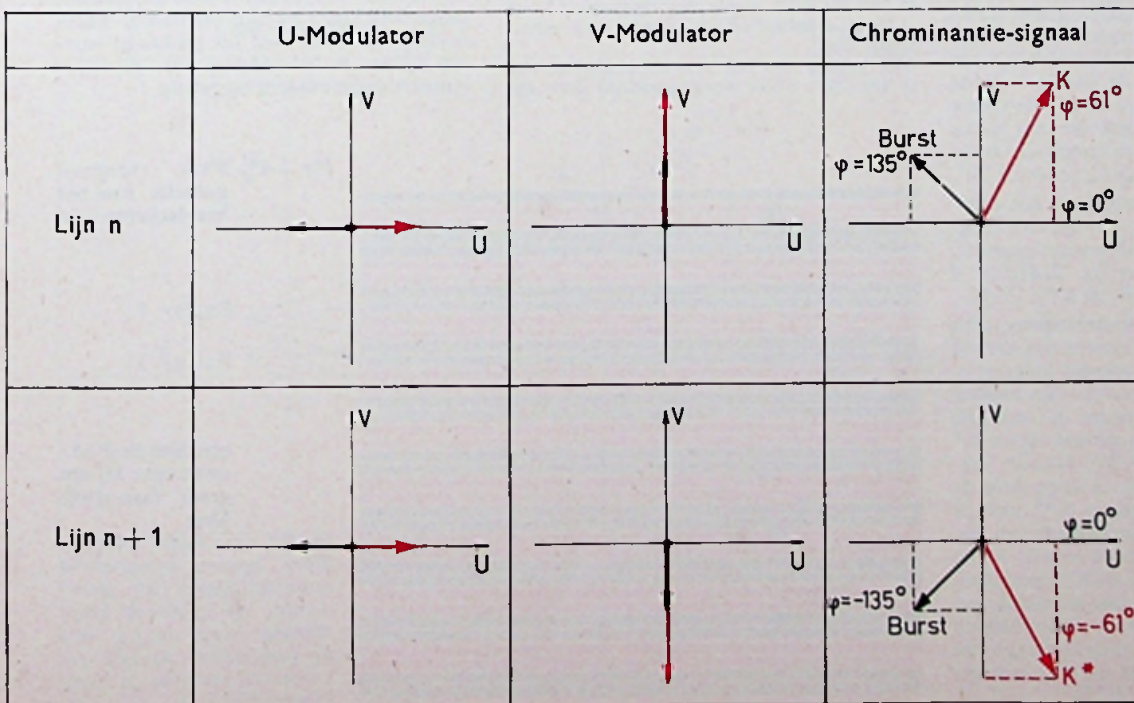 U-Modulator V-Modulator Chrominantie-signaal
Lijn n
V
U
V
U
V
K
φ=61°
Burst
φ=135°
φ=0°
U
Lijn n + 1
V
U
V
U
V
φ=0°
U
φ=-135°
Burst
φ=-61°
K*